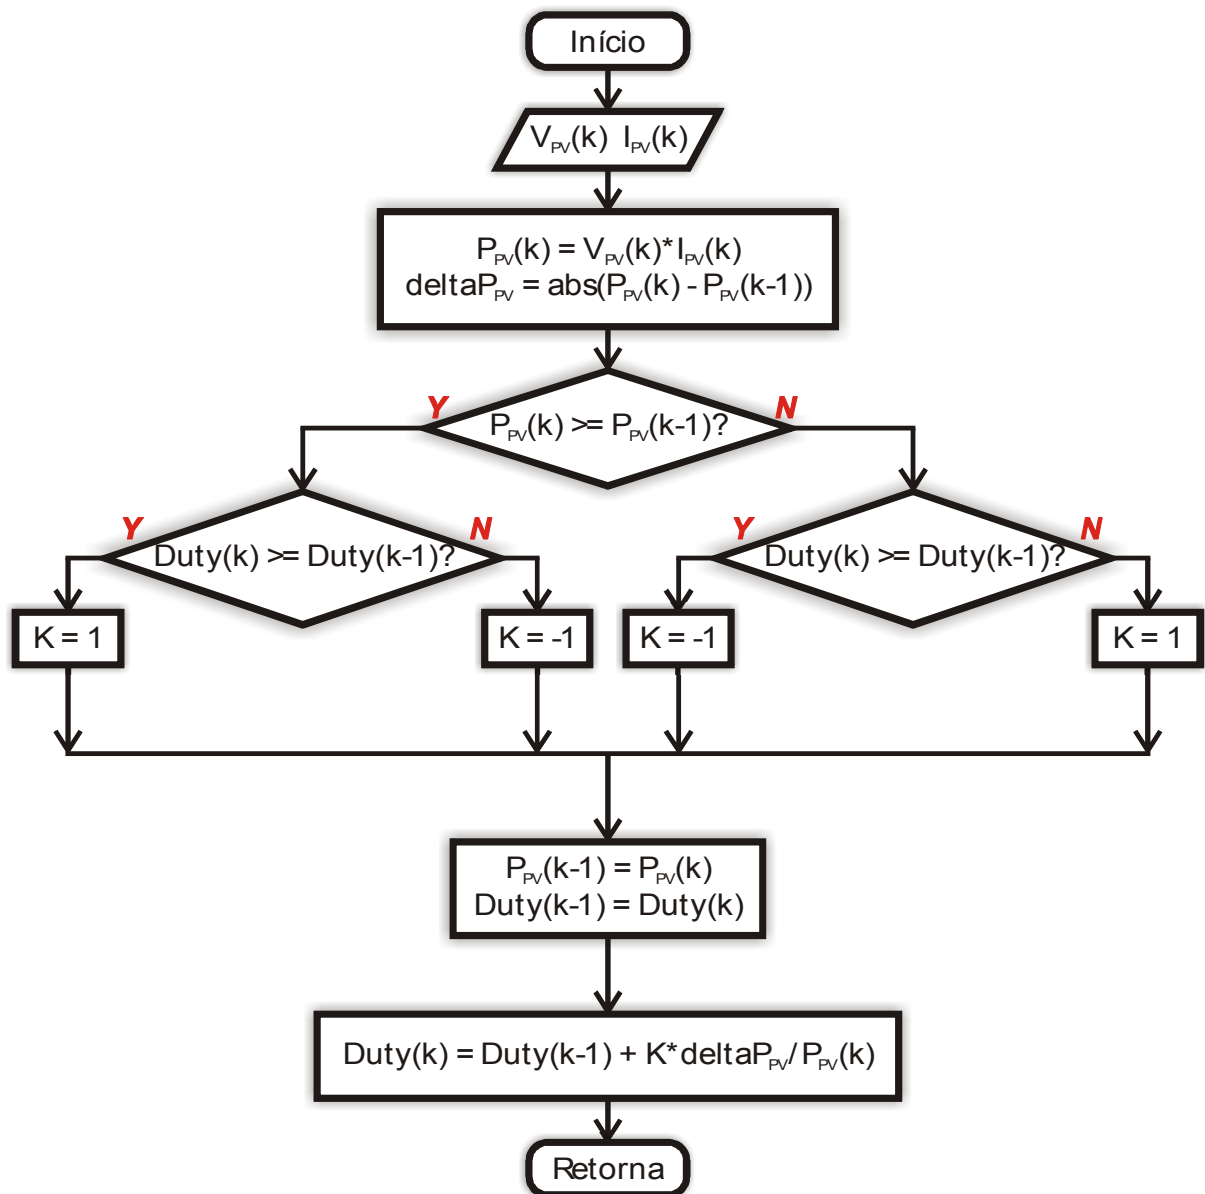 Início
V_PV(k) I_PV(k)
P_PV(k) = V_PV(k)*I_PV(k)
deltaP_PV = abs(P_PV(k) - P_PV(k-1))
Y
N
P_PV(k) >= P_PV(k-1)?
Y
N
Y
N
Duty(k) >= Duty(k-1)?
Duty(k) >= Duty(k-1)?
K = 1
K = -1
K = -1
K = 1
P_PV(k-1) = P_PV(k)
Duty(k-1) = Duty(k)
Duty(k) = Duty(k-1) + K*deltaP_PV/P_PV(k)
Retorna